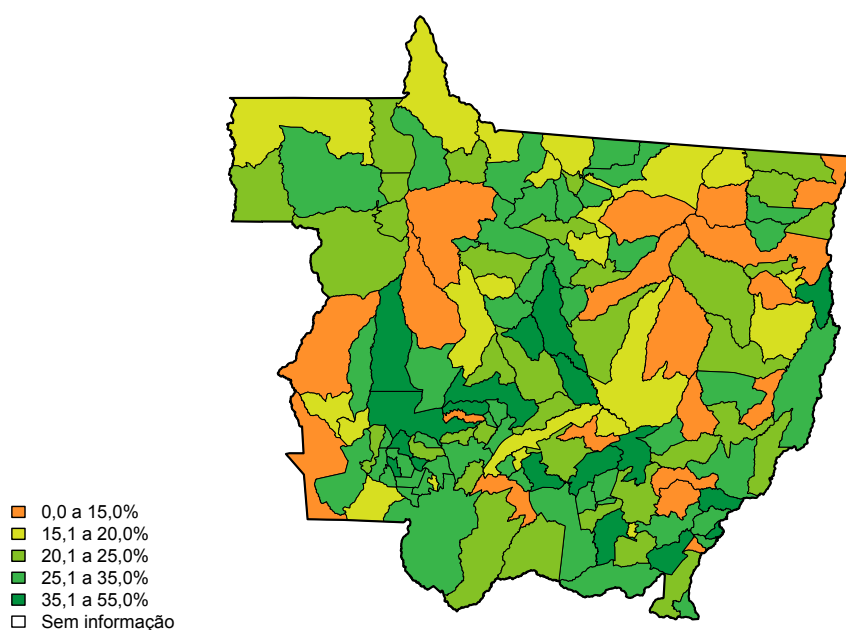 0,0 a 15,0%
15,1 a 20,0%
20,1 a 25,0%
25,1 a 35,0%
35,1 a 55,0%
Sem informação